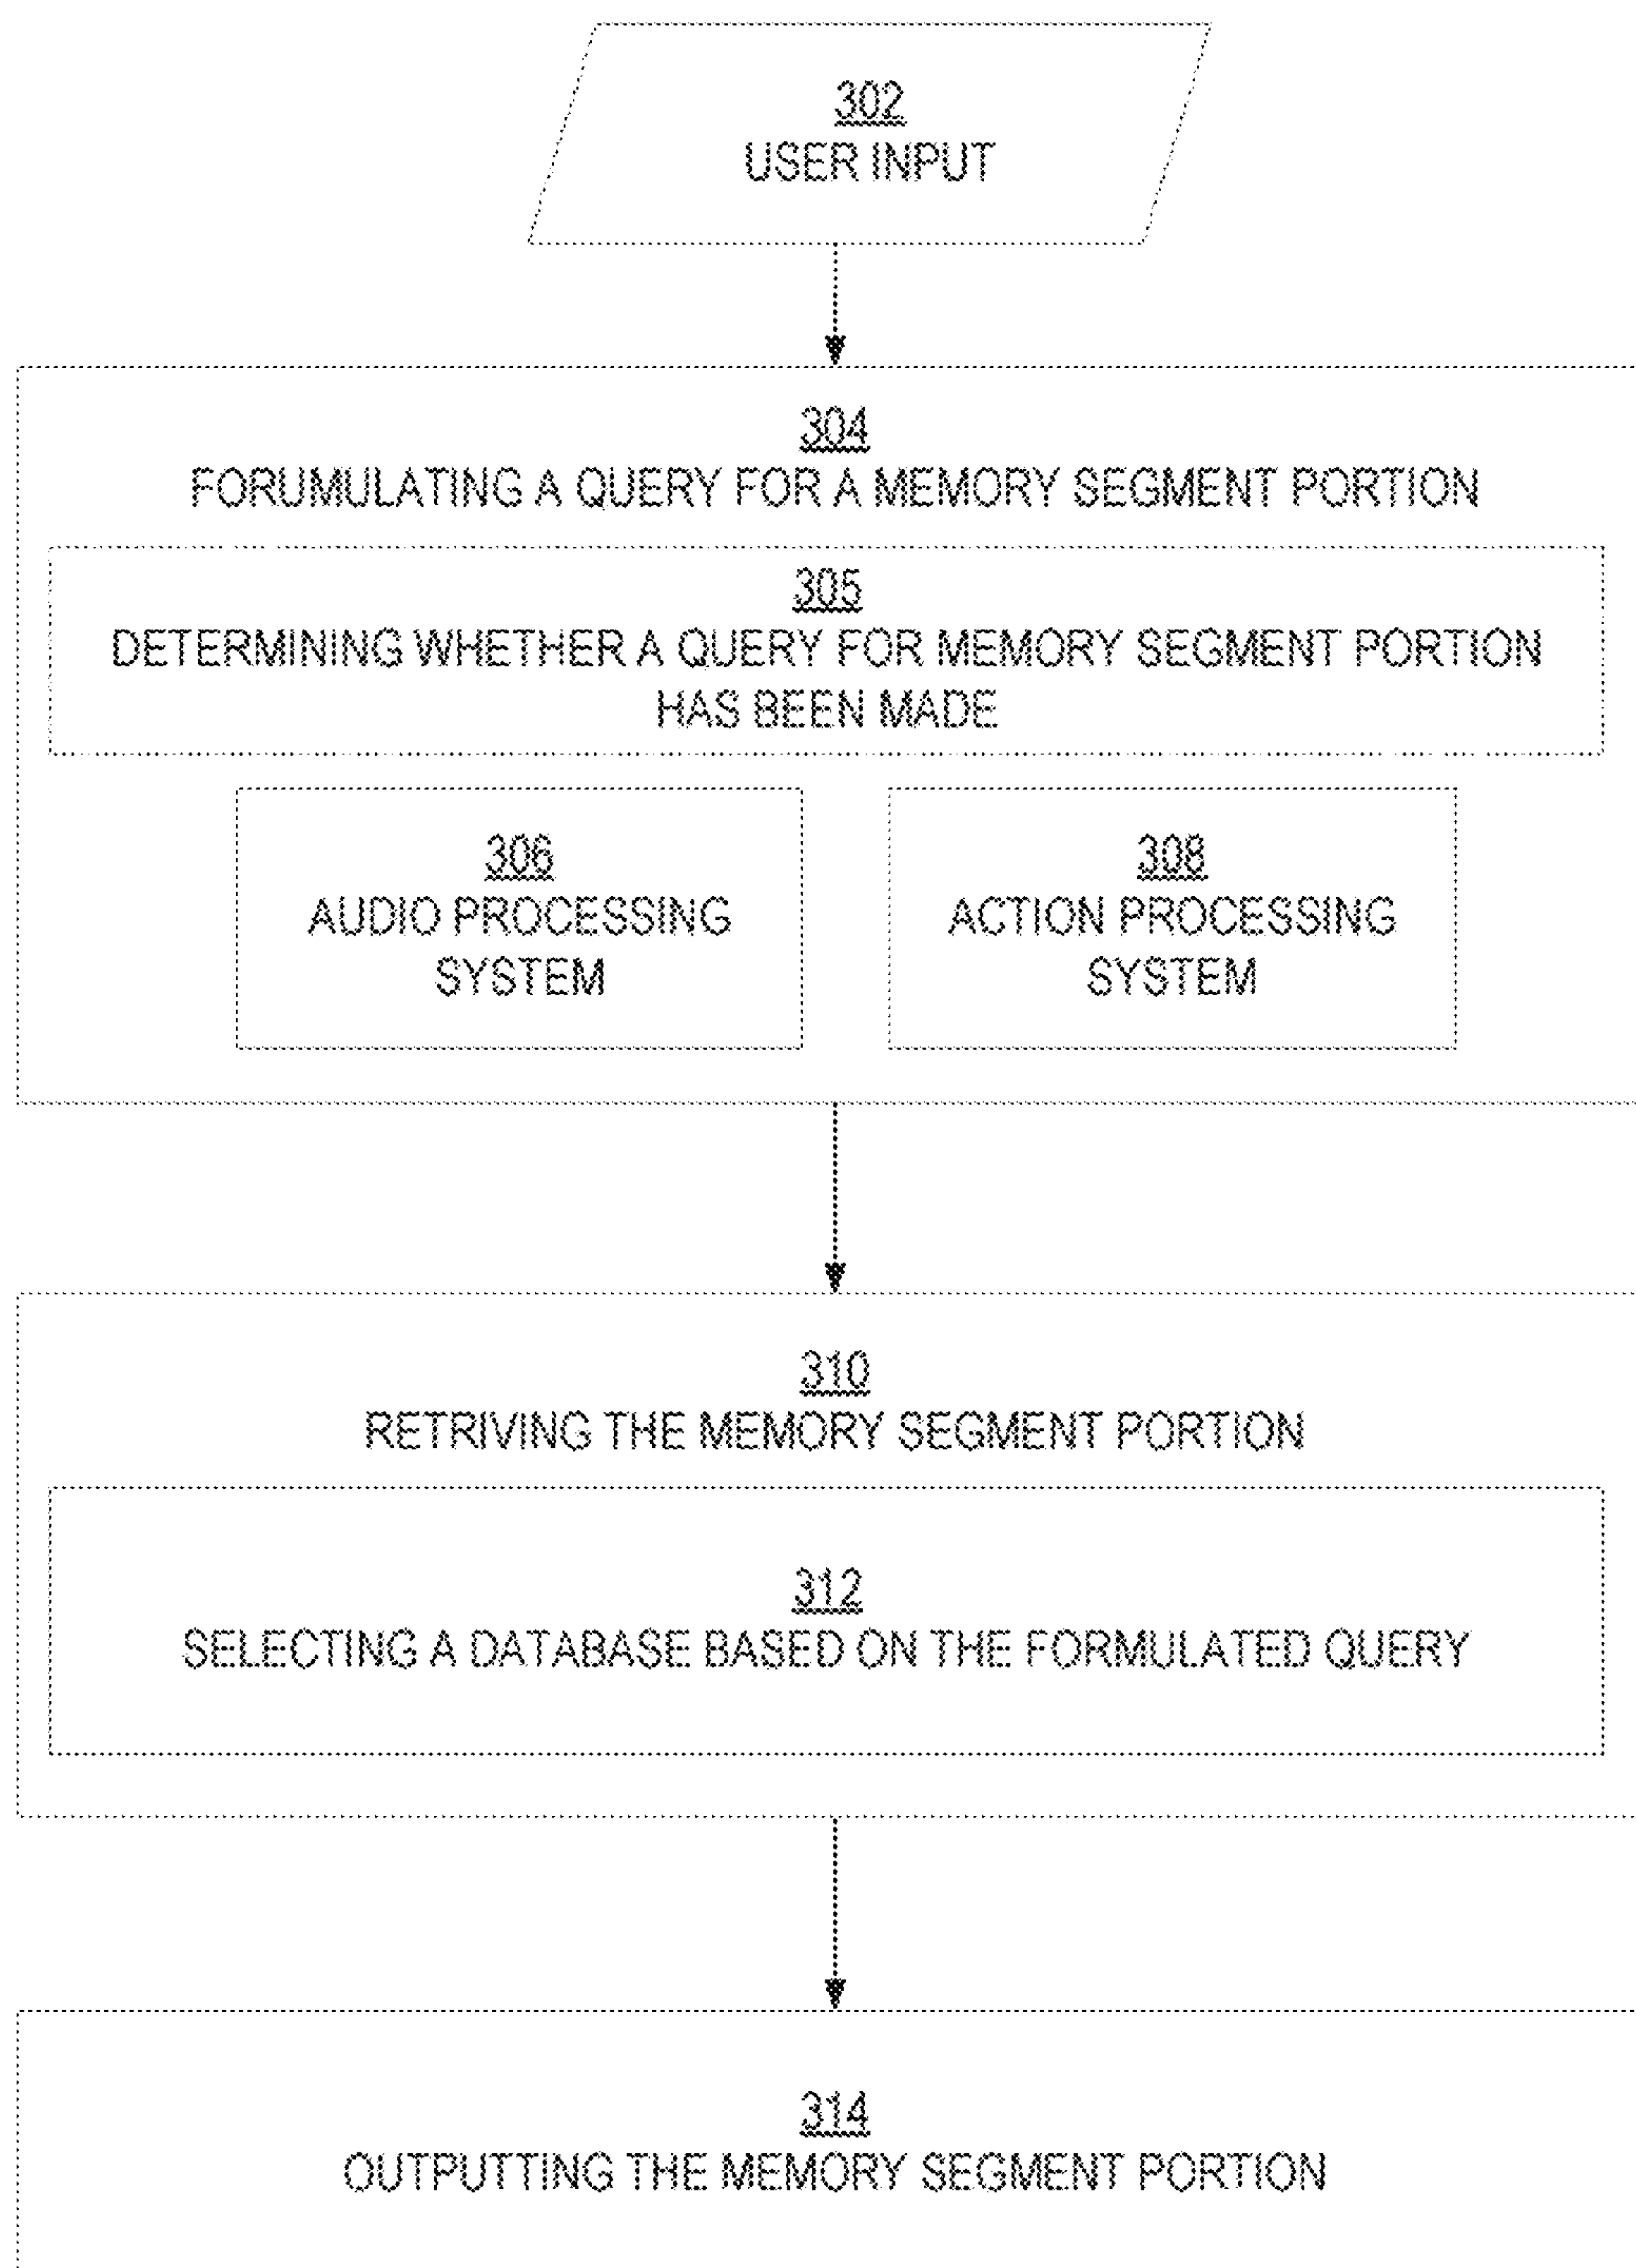 302
USER INPUT
304
FORUMULATING A QUERY FOR A MEMORY SEGMENT PORTION
305
DETERMINING WHETHER A QUERY FOR MEMORY SEGMENT PORTION
HAS BEEN MADE
306
AUDIO PROCESSING
SYSTEM
308
ACTION PROCESSING
SYSTEM
310
RETRIVING THE MEMORY SEGMENT PORTION
312
SELECTING A DATABASE BASED ON THE FORMULATED QUERY
314
OUTPUTTING THE MEMORY SEGMENT PORTION